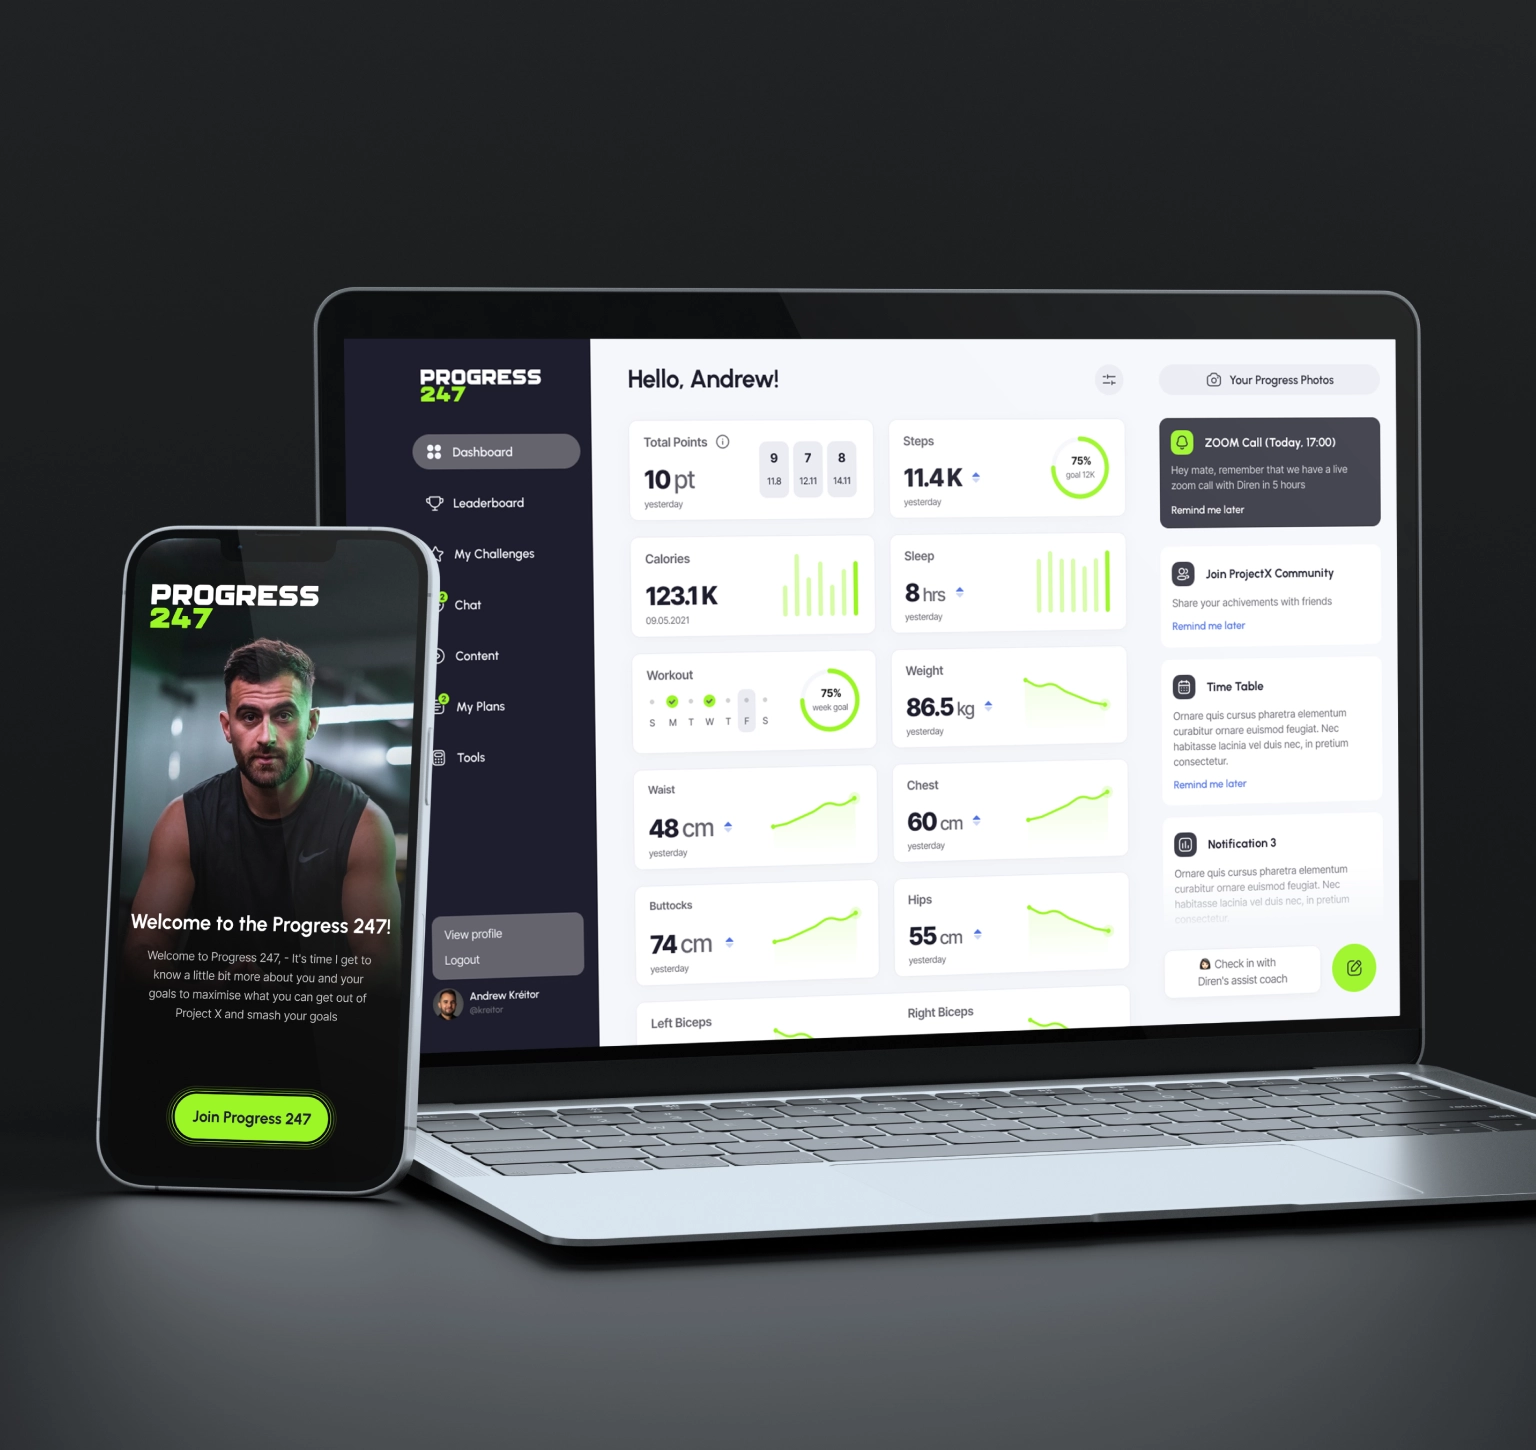 PROGRESS
247
Dashboard
Leaderboard
My Challenges
2
Chat
Content
2
My Plans
Tools
View profile
Logout
Andrew Kréitor
@kreitor
Hello, Andrew!
Total Points
10 pt
yesterday
9 7 8
11.8 12.11 14.11
Steps
11.4K
yesterday
75%
goal 12K
Calories
123.1 K
09.05.2021
Sleep
8 hrs
yesterday
Workout
S M T W T F S
75%
week goal
Weight
86.5 kg
yesterday
Waist
48 cm
yesterday
Chest
60 cm
yesterday
Buttocks
74 cm
yesterday
Hips
55 cm
yesterday
Left Biceps
Right Biceps
Your Progress Photos
ZOOM Call (Today, 17:00)
Hey mate, remember that we have a live
zoom call with Diren in 5 hours
Remind me later
Join ProjectX Community
Share your achivements with friends
Remind me later
Time Table
Ornare quis cursus pharetra elementum
curabitur ornare euismod feugiat. Nec
habitasse lacinia vel duis nec, in pretium
consectetur.
Remind me later
Notification 3
Ornare quis cursus pharetra elementum
curabitur ornare euismod feugiat. Nec
habitasse lacinia vel duis nec, in pretium
consectetur.
Check in with
Diren's assist coach
PROGRESS
247
Welcome to the Progress 247!
Welcome to Progress 247, - It's time I get to
know a little bit more about you and your
goals to maximise what you can get out of
Project X and smash your goals
Join Progress 247